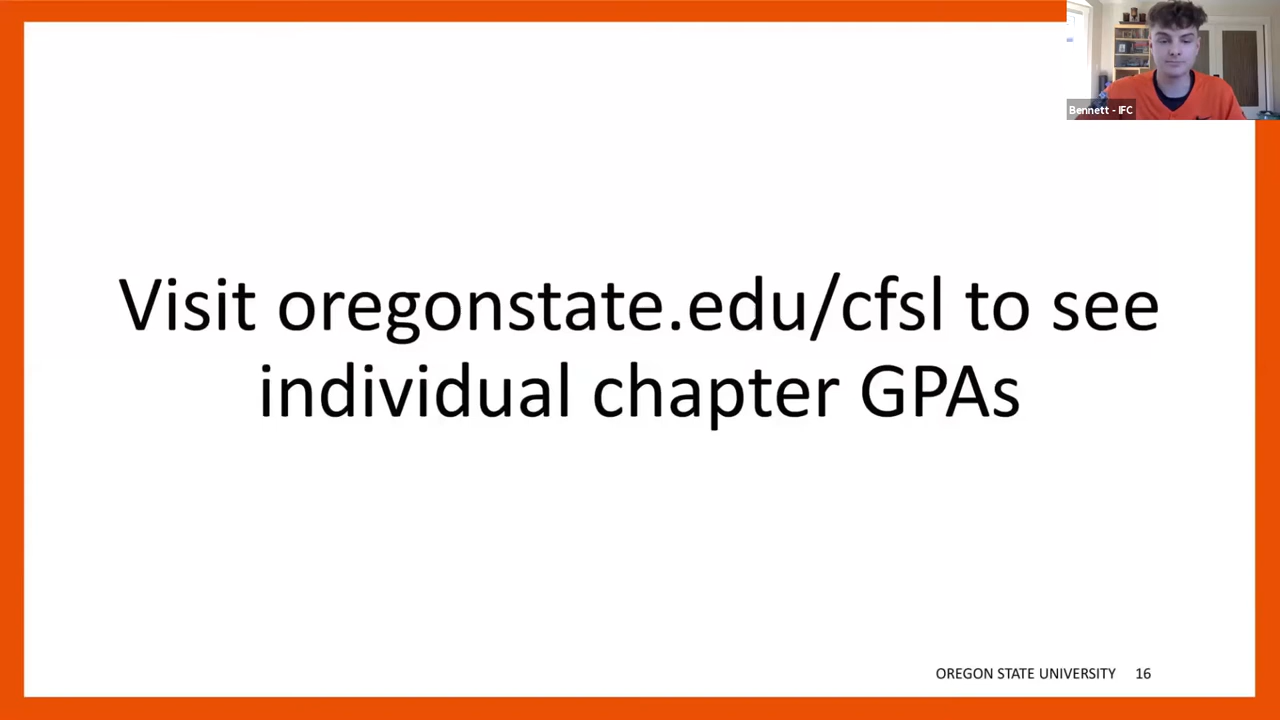 Bennett - IFC
Visit oregonstate.edu/cfsl to see
individual chapter GPAs
OREGON STATE UNIVERSITY 16